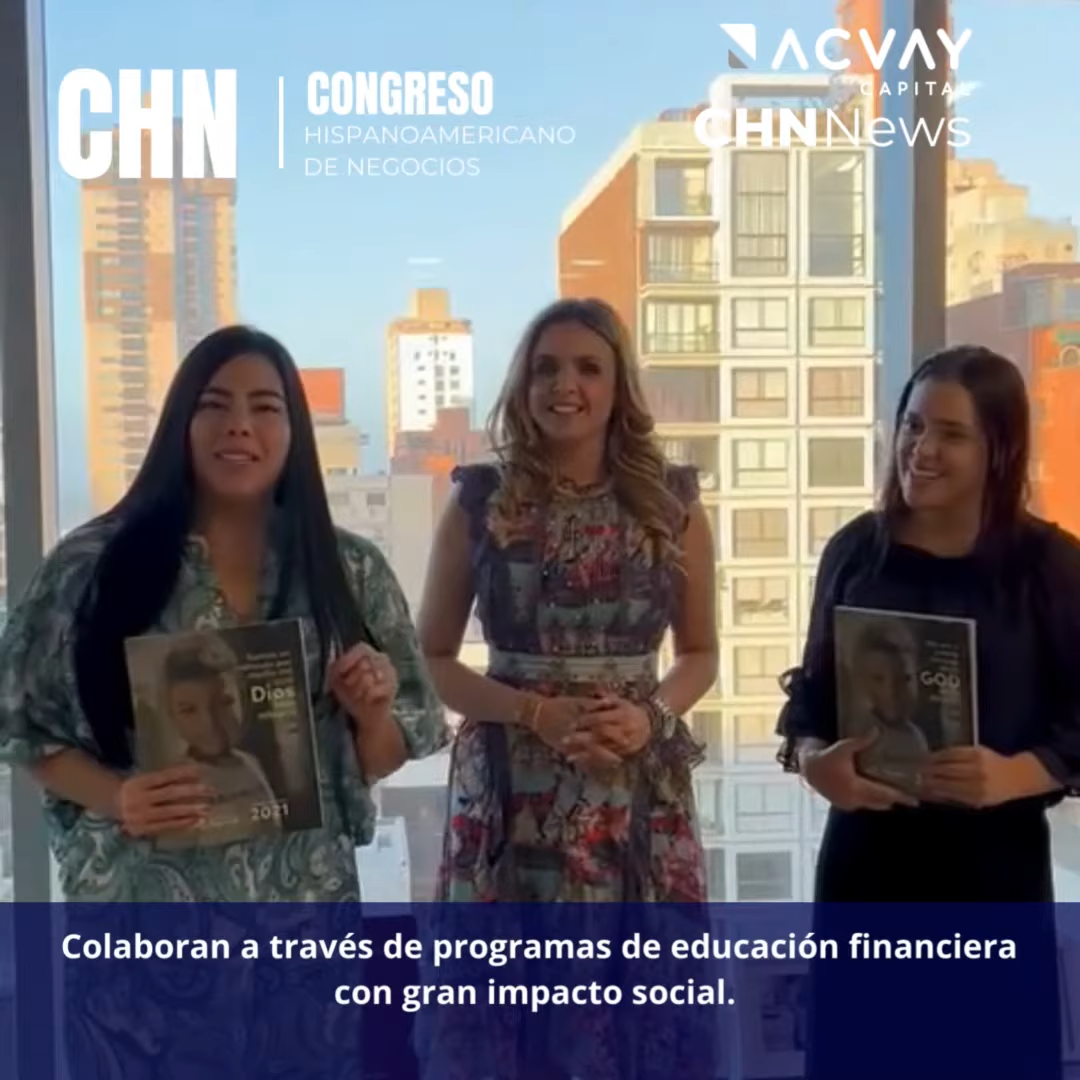 CHN
CONGRESO
HISPANOAMERICANO
DE NEGOCIOS
ACVAY
CAPITAL
CHNNews
Dios
2021
GOD
Colaboran a través de programas de educación financiera
con gran impacto social.